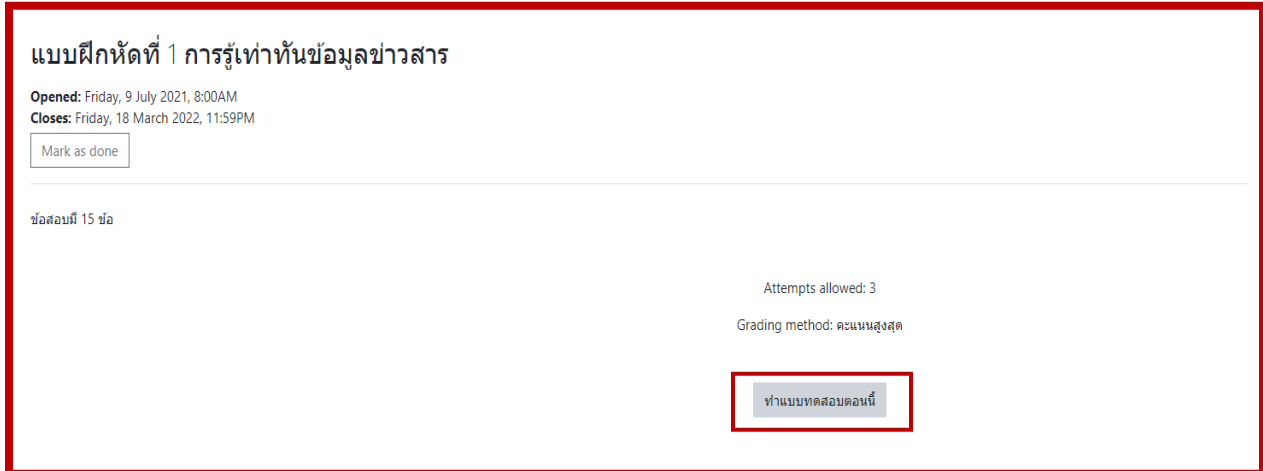 แบบฝึกหัดที่ 1 การรู้เท่าทันข้อมูลข่าวสาร
Opened: Friday, 9 July 2021, 8:00AM
Closes: Friday, 18 March 2022, 11:59PM
Mark as done
ข้อสอบมี 15 ข้อ
Attempts allowed: 3
Grading method: คะแนนสูงสุด
ทำแบบทดสอบตอนนี้